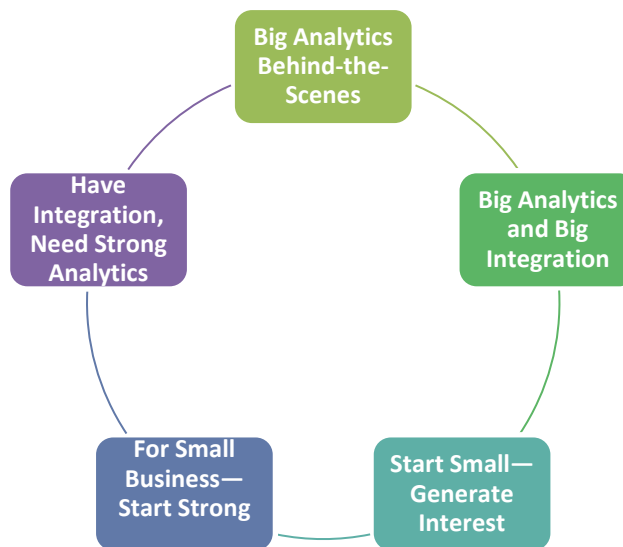 Big Analytics
Behind-the-
Scenes
Big Analytics
and Big
Integration
Start Small—
Generate
Interest
For Small
Business—
Start Strong
Have
Integration,
Need Strong
Analytics